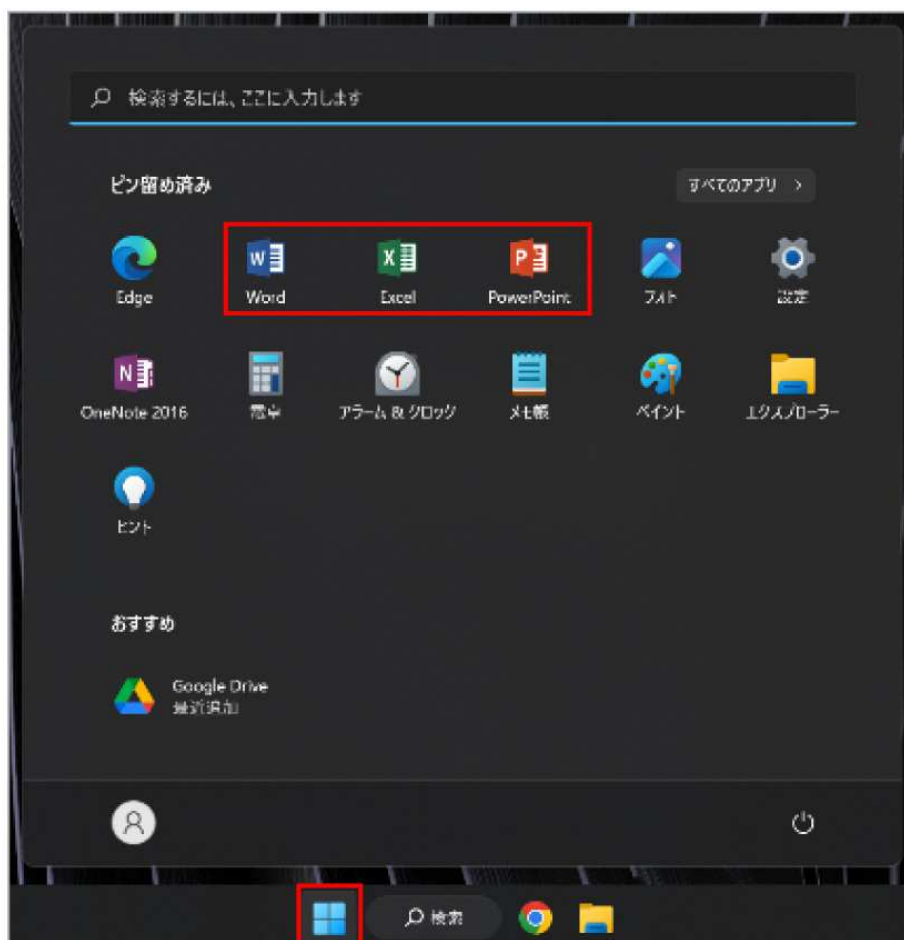 検索するには、ここに入力します
ピン留め済み
すべてのアプリ >
Edge
Word
Excel
PowerPoint
フォト
設定
OneNote 2016
電卓
アラーム & クロック
メモ帳
ペイント
エクスプローラー
ヒント
おすすめ
Google Drive
最近追加
検索